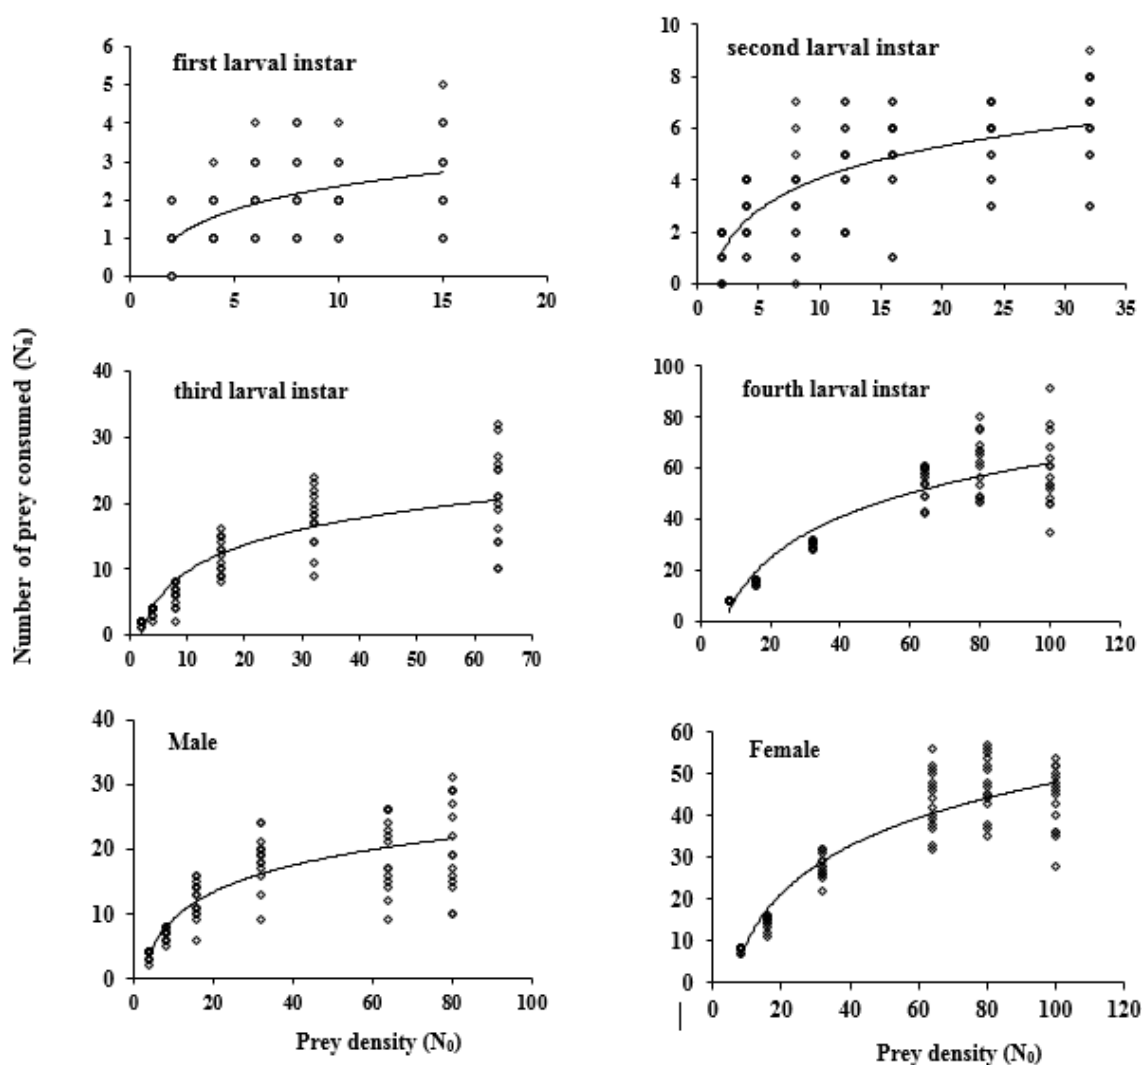 first larval instar
6
5
4
3
2
1
0
0 5 10 15 20
second larval instar
10
8
6
4
2
0
0 5 10 15 20 25 30 35
Number of prey consumed (Nₐ)
third larval instar
40
30
20
10
0
0 10 20 30 40 50 60 70
fourth larval instar
100
80
60
40
20
0
0 20 40 60 80 100 120
Male
40
30
20
10
0
0 20 40 60 80 100
Prey density (N₀)
Female
60
50
40
30
20
10
0
0 20 40 60 80 100 120
Prey density (N₀)